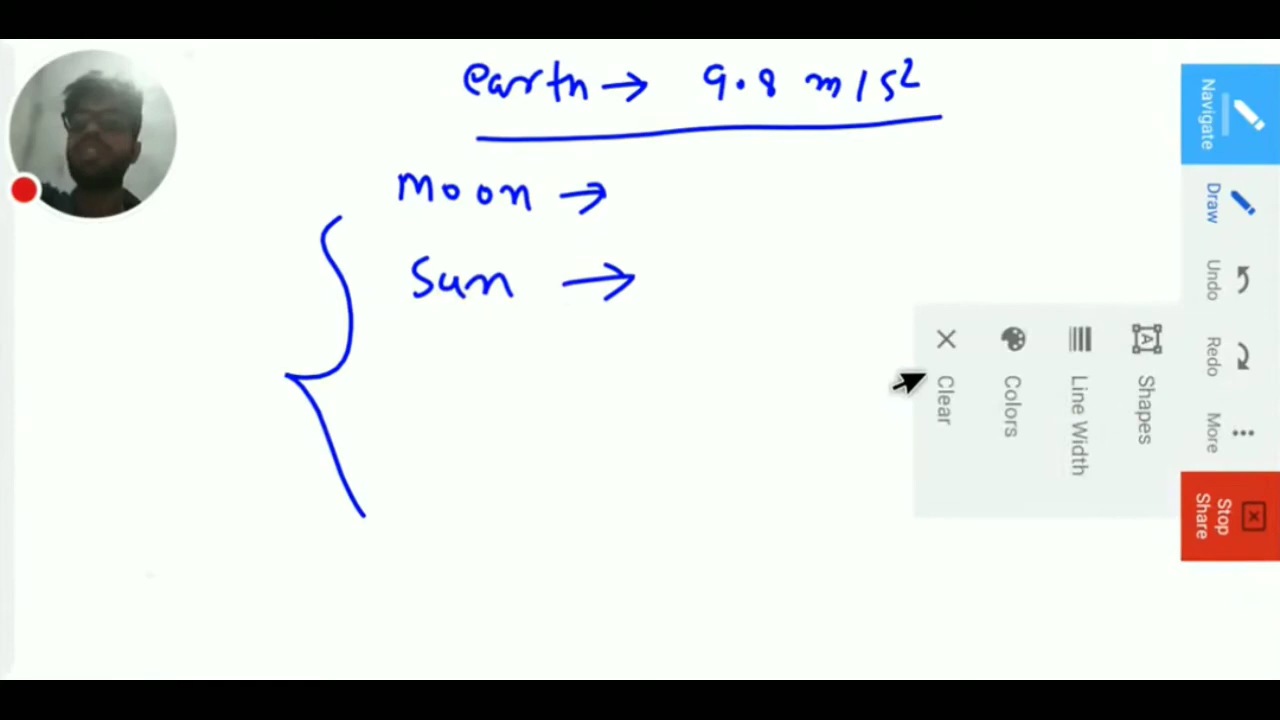 earth → 9.8 m/s²
Moon →
Sun →
Navigate
Draw
Undo
Redo
More
Stop Share
Shapes
Line Width
Colors
Clear